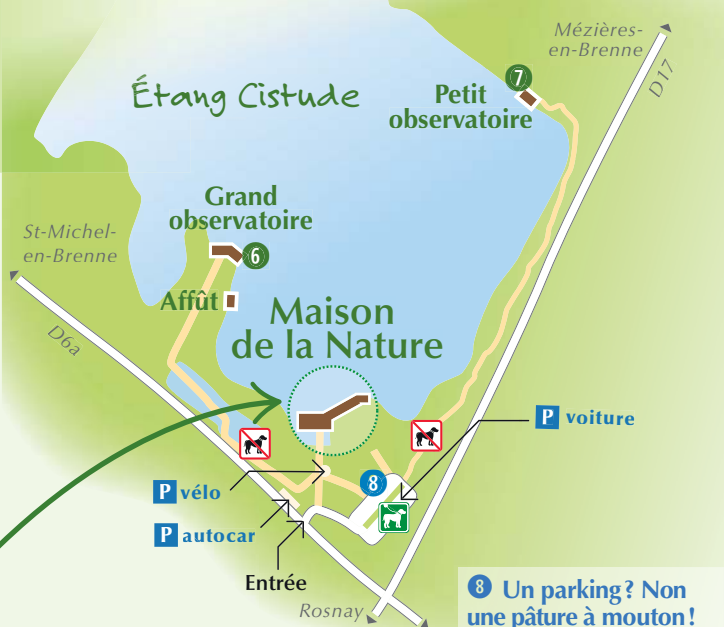 Mézières-
en-Brenne
D17
Étang Cistude
7
Petit
observatoire
Grand
observatoire
6
St-Michel-
en-Brenne
Affût
Maison
de la Nature
D6a
P voiture
P vélo
8
P autocar
Entrée
Rosnay
8 Un parking ? Non
une pâture à mouton !